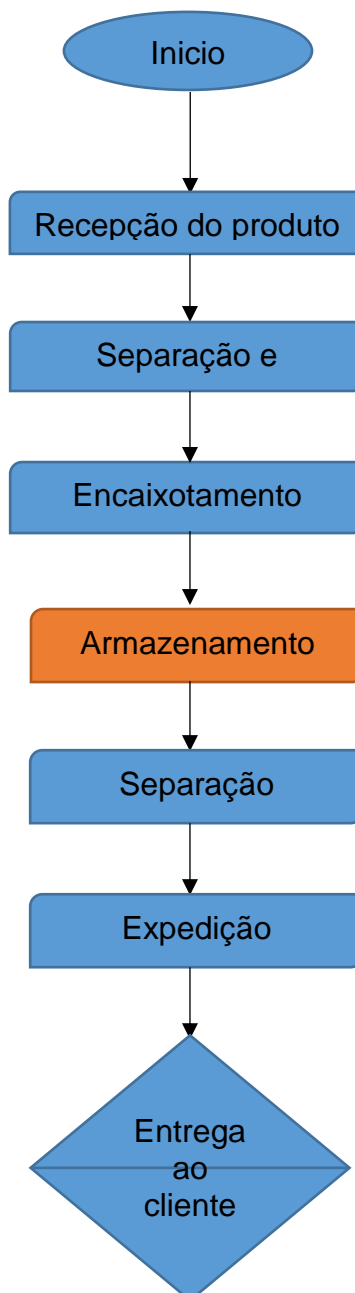 Inicio
Recepção do produto
Separação e
Encaixotamento
Armazenamento
Separação
Expedição
Entrega
ao
cliente